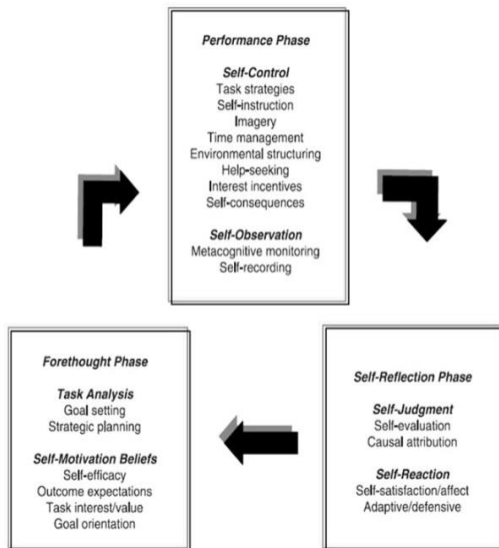 Performance Phase
Self-Control
Task strategies
Self-instruction
Imagery
Time management
Environmental structuring
Help-seeking
Interest incentives
Self-consequences
Self-Observation
Metacognitive monitoring
Self-recording
Forethought Phase
Task Analysis
Goal setting
Strategic planning
Self-Motivation Beliefs
Self-efficacy
Outcome expectations
Task interest/value
Goal orientation
Self-Reflection Phase
Self-Judgment
Self-evaluation
Causal attribution
Self-Reaction
Self-satisfaction/affect
Adaptive/defensive